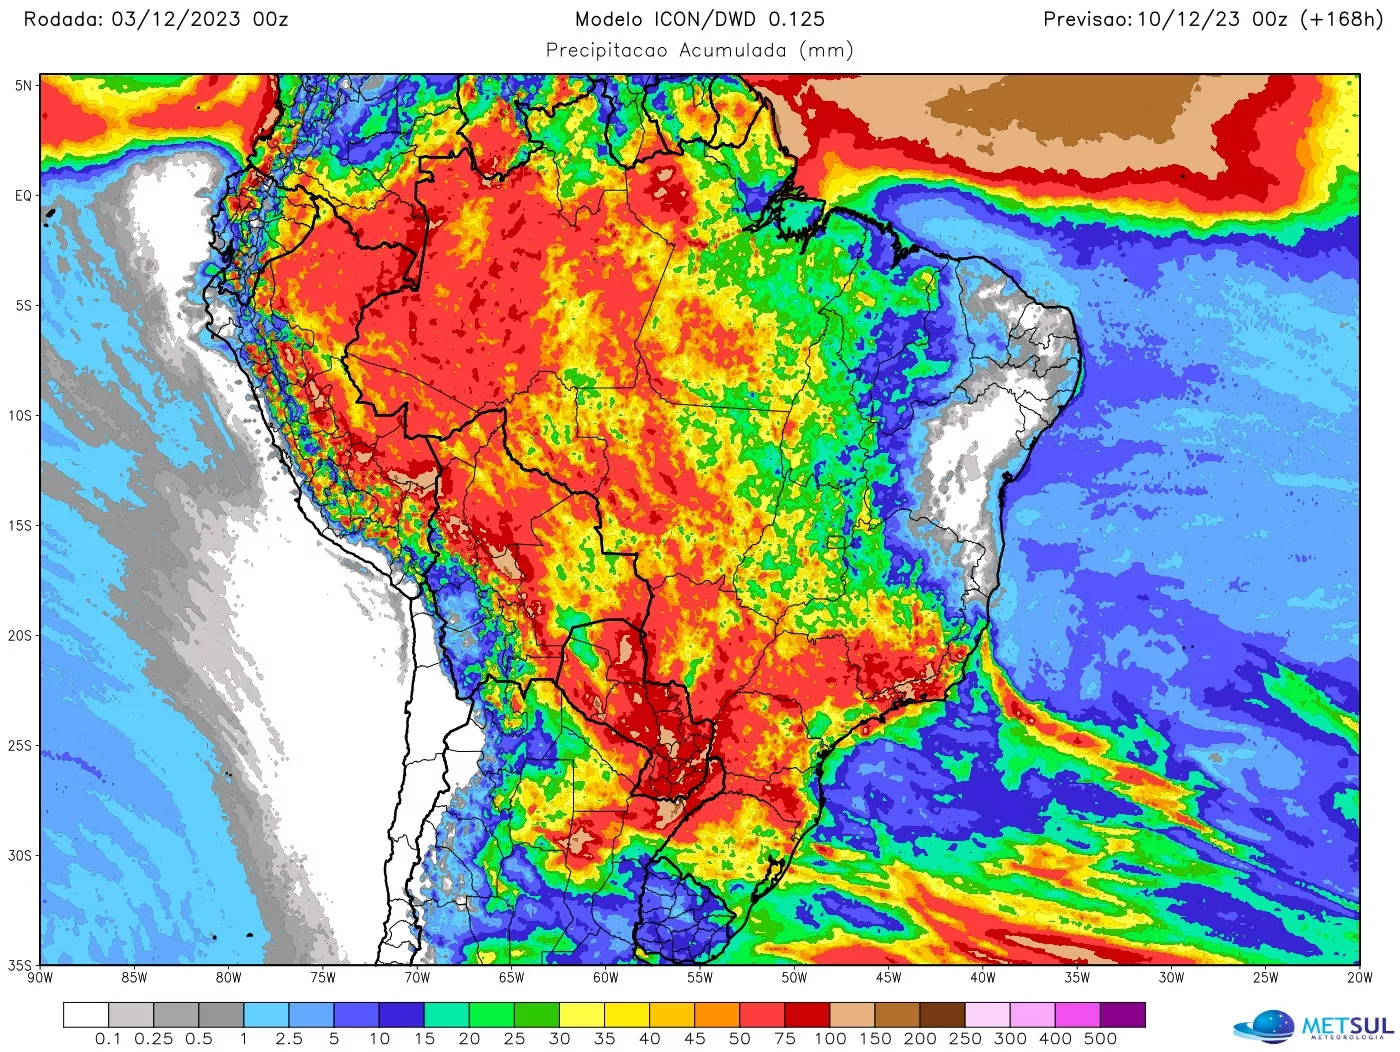 Rodada: 03/12/2023 00z Modelo ICON/DWD 0.125 Previsao: 10/12/23 00z (+168h)
Precipitacao Acumulada (mm)
5N
EQ
5S
10S
15S
20S
25S
30S
35S
90W 85W 80W 75W 70W 65W 60W 55W 50W 45W 40W 35W 30W 25W 20W
0.1 0.25 0.5 1 2.5 5 10 15 20 25 30 35 40 45 50 75 100 150 200 250 300 400 500
METSUL
METEOROLOGIA